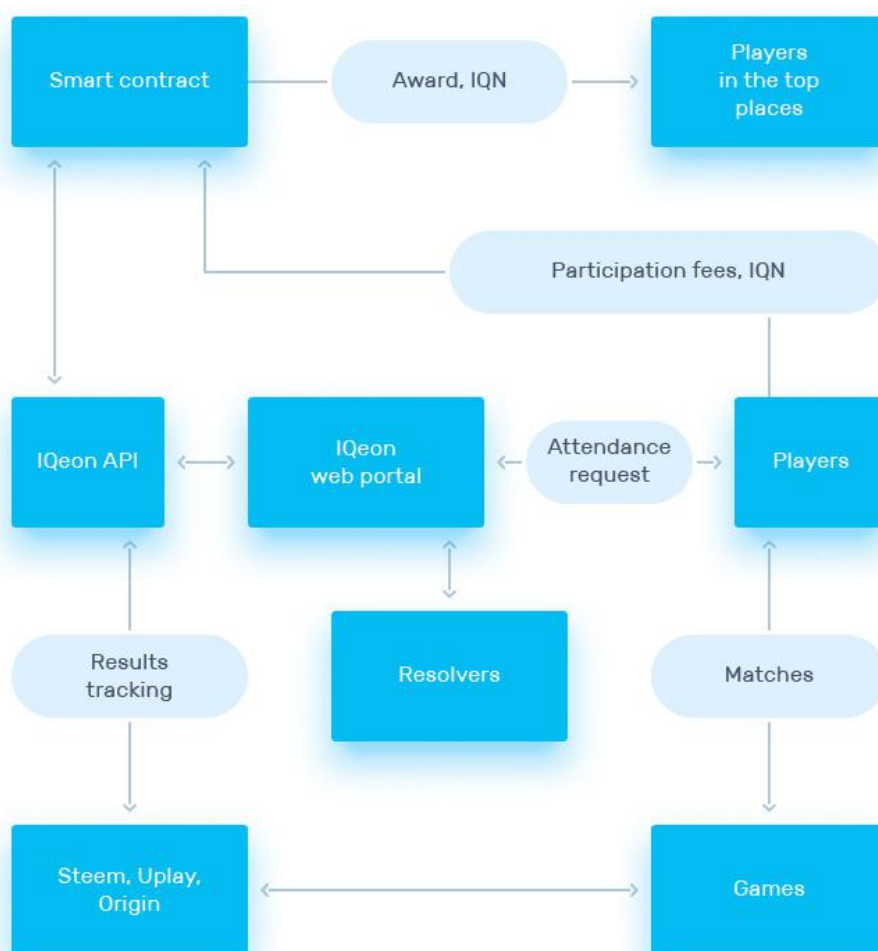 Smart contract
Award, IQN
Players
in the top
places
Participation fees, IQN
IQeon API
IQeon
web portal
Attendance
request
Players
Results
tracking
Resolvers
Matches
Steem, Uplay,
Origin
Games